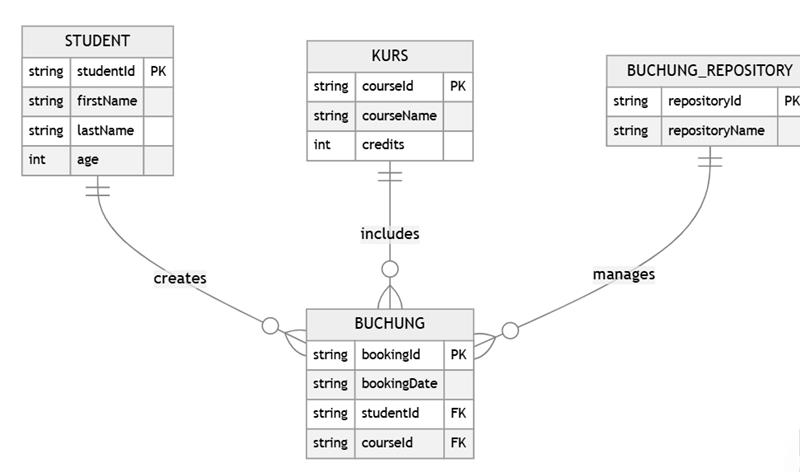 STUDENT
string studentId PK
string firstName
string lastName
int age
KURS
string courseId PK
string courseName
int credits
BUCHUNG_REPOSITORY
string repositoryId PK
string repositoryName
creates
includes
manages
BUCHUNG
string bookingId PK
string bookingDate
string studentId FK
string courseId FK